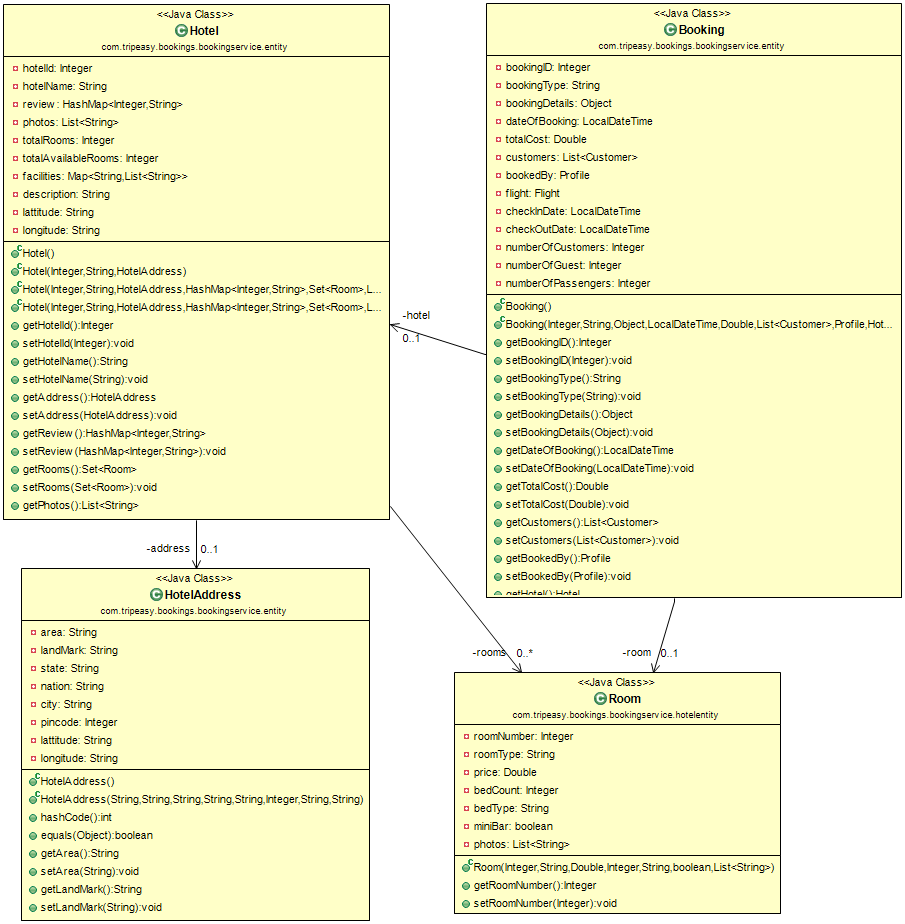 <<Java Class>>
Hotel
com.tripeasy.bookings.bookingservice.entity
hotelId: Integer
hotelName: String
review: HashMap<Integer,String>
photos: List<String>
totalRooms: Integer
totalAvailableRooms: Integer
facilities: Map<String,List<String>>
description: String
lattitude: String
longitude: String
Hotel()
Hotel(Integer,String,HotelAddress)
Hotel(Integer,String,HotelAddress,HashMap<Integer,String>,Set<Room>,L...
Hotel(Integer,String,HotelAddress,HashMap<Integer,String>,Set<Room>,L...
getHotelId():Integer
setHotelId(Integer):void
getHotelName():String
setHotelName(String):void
getAddress():HotelAddress
setAddress(HotelAddress):void
getReview():HashMap<Integer,String>
setReview(HashMap<Integer,String>):void
getRooms():Set<Room>
setRooms(Set<Room>):void
getPhotos():List<String>
<<Java Class>>
Booking
com.tripeasy.bookings.bookingservice.entity
bookingID: Integer
bookingType: String
bookingDetails: Object
dateOfBooking: LocalDateTime
totalCost: Double
customers: List<Customer>
bookedBy: Profile
flight: Flight
checkInDate: LocalDateTime
checkOutDate: LocalDateTime
numberOfCustomers: Integer
numberOfGuest: Integer
numberOfPassengers: Integer
Booking()
Booking(Integer,String,Object,LocalDateTime,Double,List<Customer>,Profile,Hot...
getBookingID():Integer
setBookingID(Integer):void
getBookingType():String
setBookingType(String):void
getBookingDetails():Object
setBookingDetails(Object):void
getDateOfBooking():LocalDateTime
setDateOfBooking(LocalDateTime):void
getTotalCost():Double
setTotalCost(Double):void
getCustomers():List<Customer>
setCustomers(List<Customer>):void
getBookedBy():Profile
setBookedBy(Profile):void
getHotel():Hotel
-hotel
0..1
-address 0..1
-rooms 0..*
-room 0..1
<<Java Class>>
HotelAddress
com.tripeasy.bookings.bookingservice.entity
area: String
landMark: String
state: String
nation: String
city: String
pincode: Integer
lattitude: String
longitude: String
HotelAddress()
HotelAddress(String,String,String,String,String,Integer,String,String)
hashCode():int
equals(Object):boolean
getArea():String
setArea(String):void
getLandMark():String
setLandMark(String):void
<<Java Class>>
Room
com.tripeasy.bookings.bookingservice.hotelentity
roomNumber: Integer
roomType: String
price: Double
bedCount: Integer
bedType: String
miniBar: boolean
photos: List<String>
Room(Integer,String,Double,Integer,String,boolean,List<String>)
getRoomNumber():Integer
setRoomNumber(Integer):void